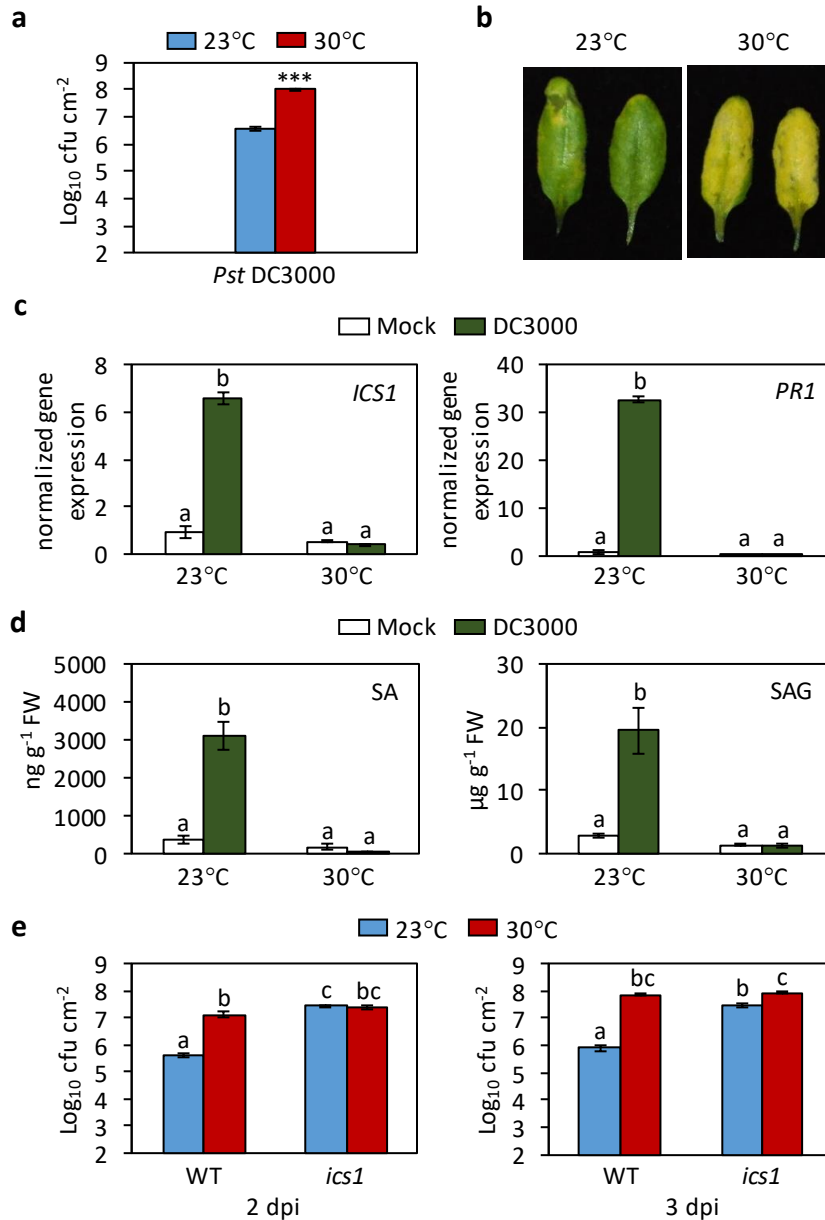 a
23°C 30°C
Log₁₀ cfu cm⁻²
9
8
7
6
5
4
3
2
***
Pst DC3000
b
23°C 30°C
c
Mock DC3000
normalized gene expression
8
6
4
2
0
ICS1
a b a a
23°C 30°C
normalized gene expression
40
30
20
10
0
PR1
a b a a
23°C 30°C
d
Mock DC3000
ng g⁻¹ FW
5000
4000
3000
2000
1000
0
SA
a b a a
23°C 30°C
µg g⁻¹ FW
30
20
10
0
SAG
a b a a
23°C 30°C
e
23°C 30°C
Log₁₀ cfu cm⁻²
9
8
7
6
5
4
3
2
a b c bc
WT ics1
2 dpi
Log₁₀ cfu cm⁻²
9
8
7
6
5
4
3
2
a bc b c
WT ics1
3 dpi